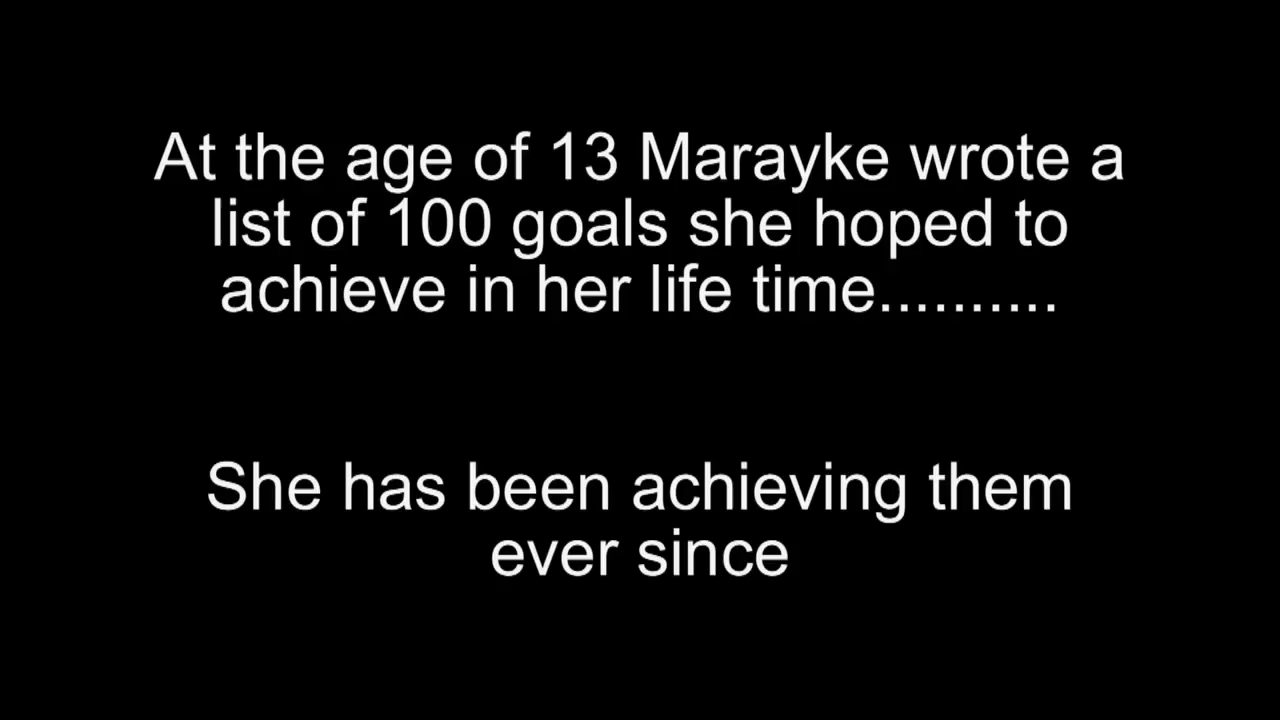 At the age of 13 Marayke wrote a
list of 100 goals she hoped to
achieve in her life time..........
She has been achieving them
ever since